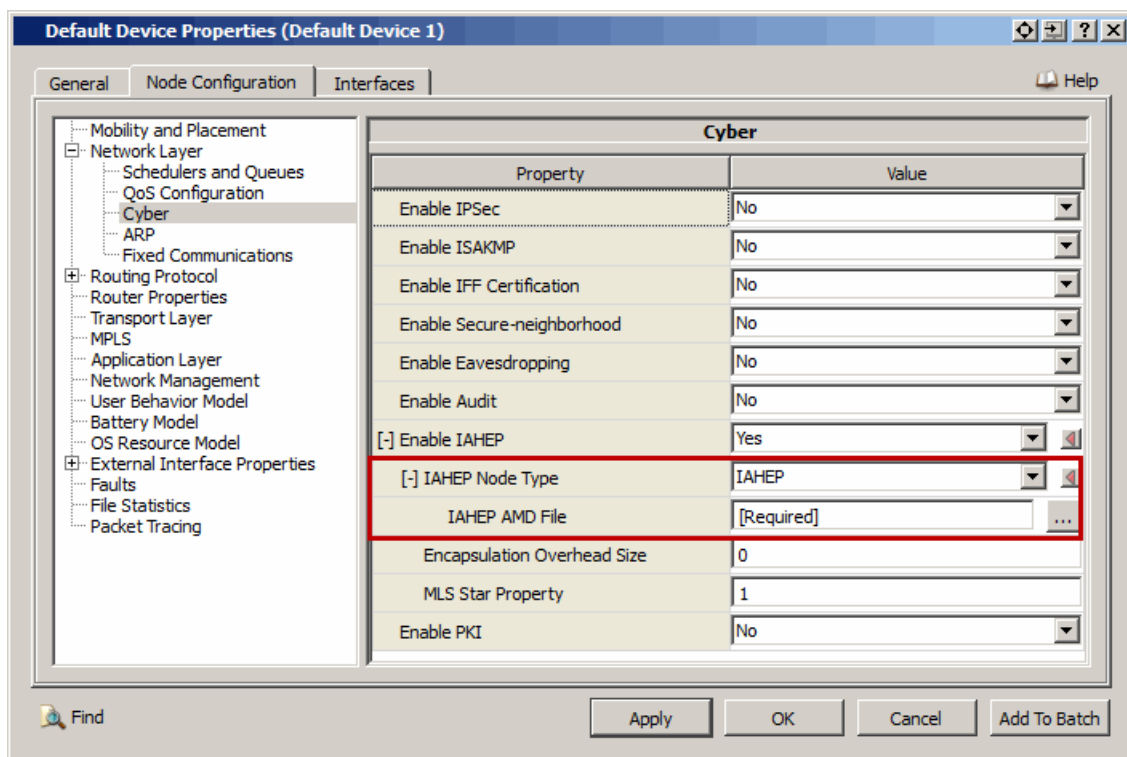 Default Device Properties (Default Device 1)
?
General
Node Configuration
Interfaces
Help
Mobility and Placement
Network Layer
Schedulers and Queues
QoS Configuration
Cyber
ARP
Fixed Communications
Routing Protocol
Router Properties
Transport Layer
MPLS
Application Layer
Network Management
User Behavior Model
Battery Model
OS Resource Model
External Interface Properties
Faults
File Statistics
Packet Tracing
Cyber
Property Value
Enable IPSec No
Enable ISAKMP No
Enable IFF Certification No
Enable Secure-neighborhood No
Enable Eavesdropping No
Enable Audit No
[-] Enable IAHEP Yes
[-] IAHEP Node Type IAHEP
IAHEP AMD File [Required] ...
Encapsulation Overhead Size 0
MLS Star Property 1
Enable PKI No
Find
Apply
OK
Cancel
Add To Batch